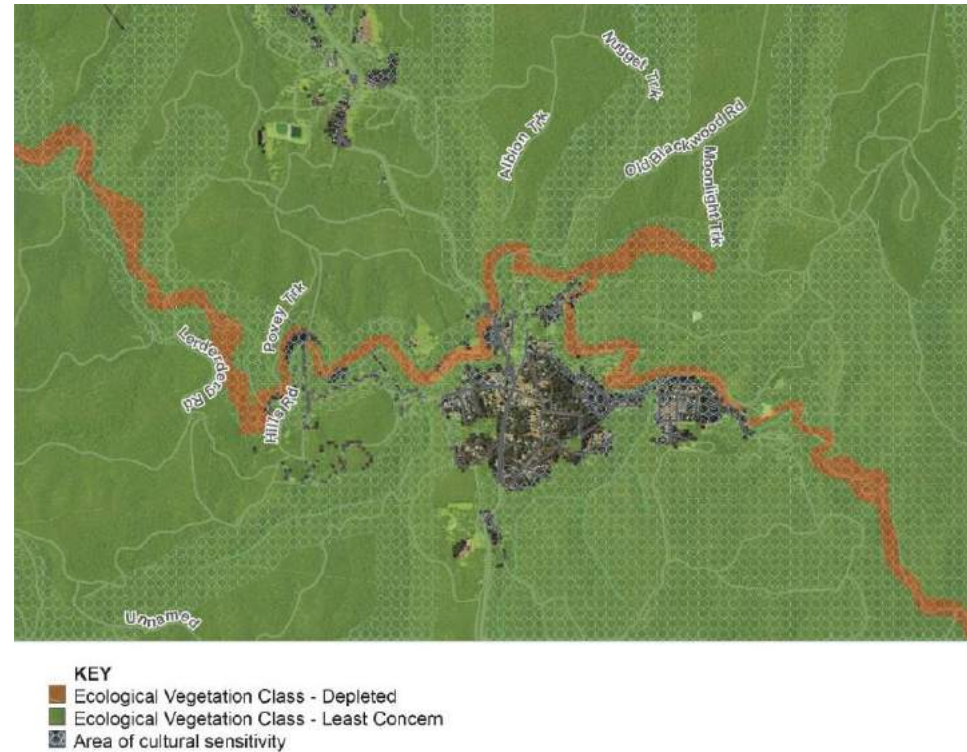 Nugget Trk
Albion Trk
Old Blackwood Rd
Moonlight Trk
Povey Trk
Lerderderg Rd
Hills Rd
Unnamed
KEY
Ecological Vegetation Class - Depleted
Ecological Vegetation Class - Least Concern
Area of cultural sensitivity